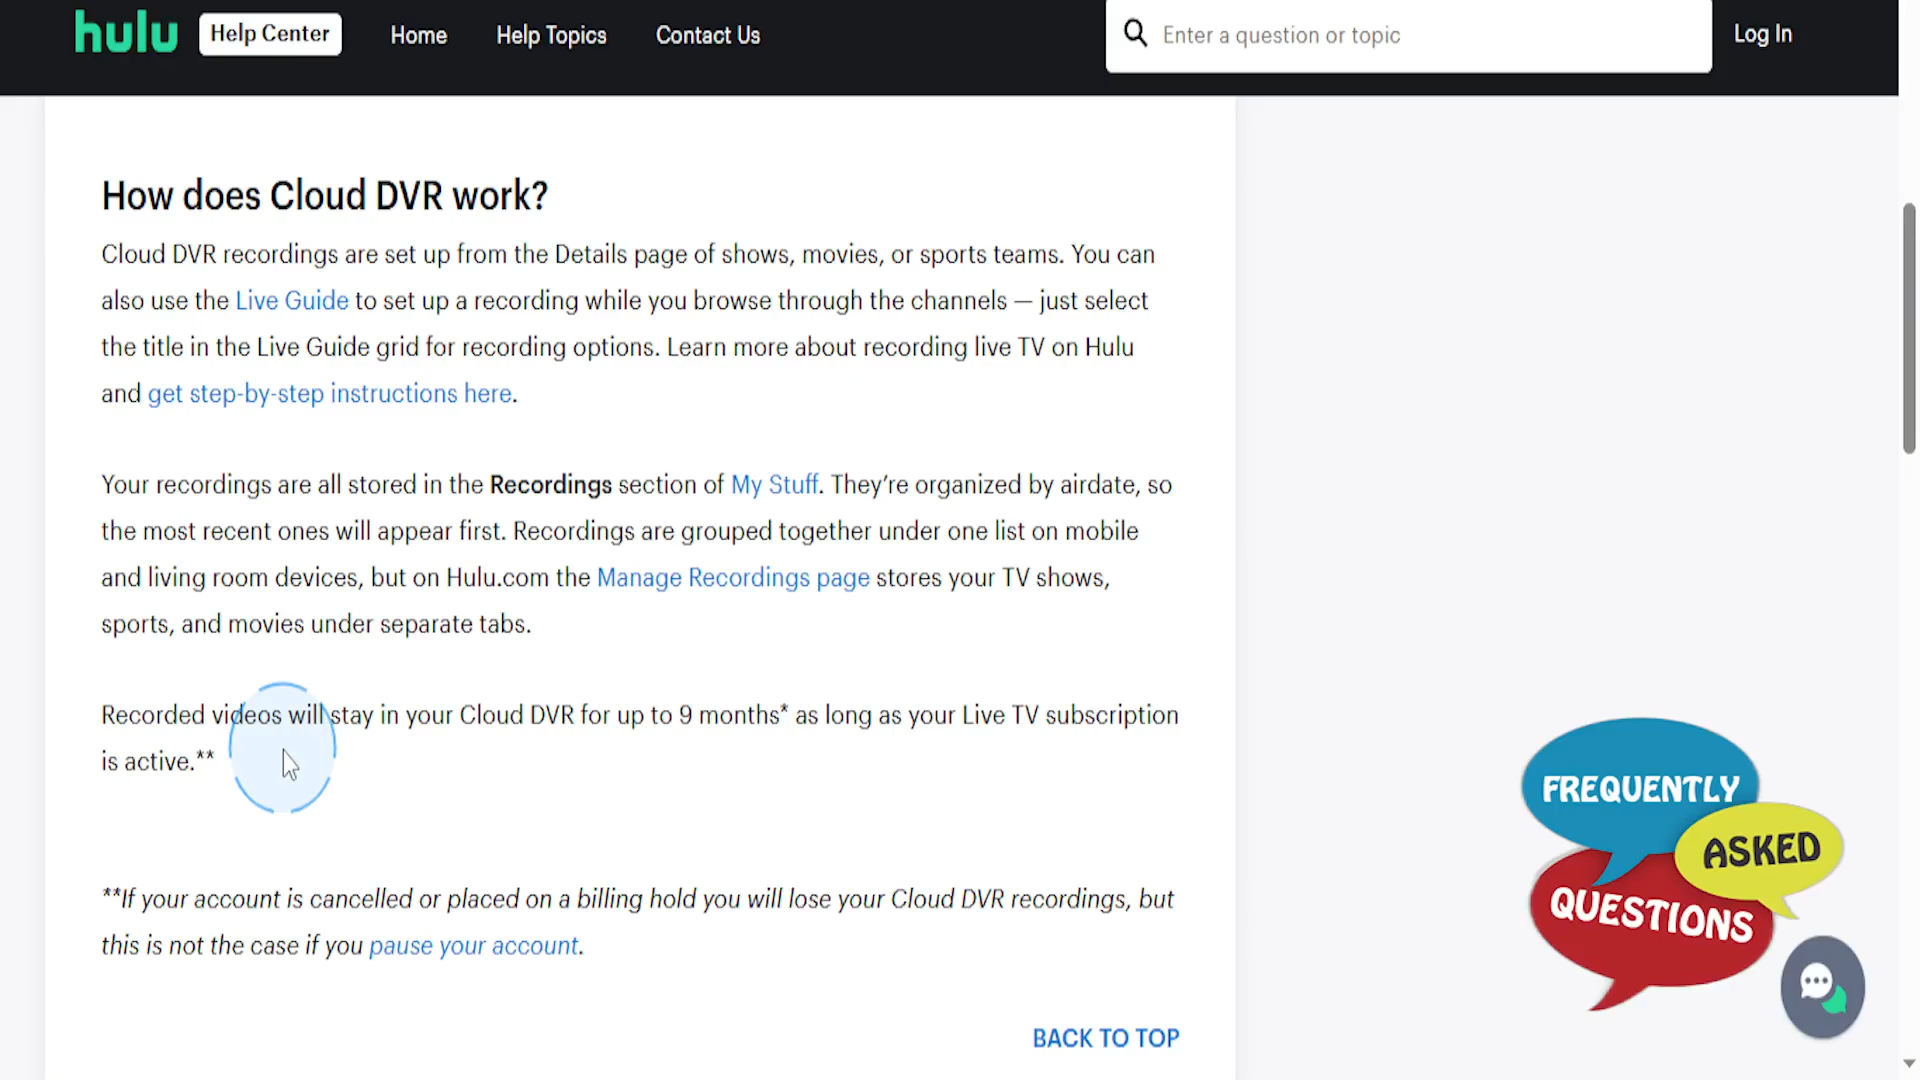 hulu Help Center Home Help Topics Contact Us Enter a question or topic Log In
How does Cloud DVR work?
Cloud DVR recordings are set up from the Details page of shows, movies, or sports teams. You can
also use the Live Guide to set up a recording while you browse through the channels — just select
the title in the Live Guide grid for recording options. Learn more about recording live TV on Hulu
and get step-by-step instructions here.
Your recordings are all stored in the Recordings section of My Stuff. They’re organized by airdate, so
the most recent ones will appear first. Recordings are grouped together under one list on mobile
and living room devices, but on Hulu.com the Manage Recordings page stores your TV shows,
sports, and movies under separate tabs.
Recorded videos will stay in your Cloud DVR for up to 9 months* as long as your Live TV subscription
is active.**
**If your account is cancelled or placed on a billing hold you will lose your Cloud DVR recordings, but
this is not the case if you pause your account.
BACK TO TOP
FREQUENTLY
ASKED
QUESTIONS